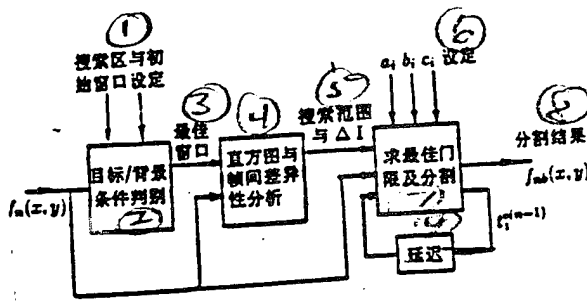 ①
搜索区与初
始窗口设定
③
最佳
窗口
④
⑤
搜索范围
与 ΔI
⑥
aᵢ bᵢ cᵢ 设定
⑧
分割结果
fₙ(x, y)
目标/背景
条件判别
②
直方图与
帧间差异
性分析
求最佳门
限及分割
f_{nb}(x, y)
延迟